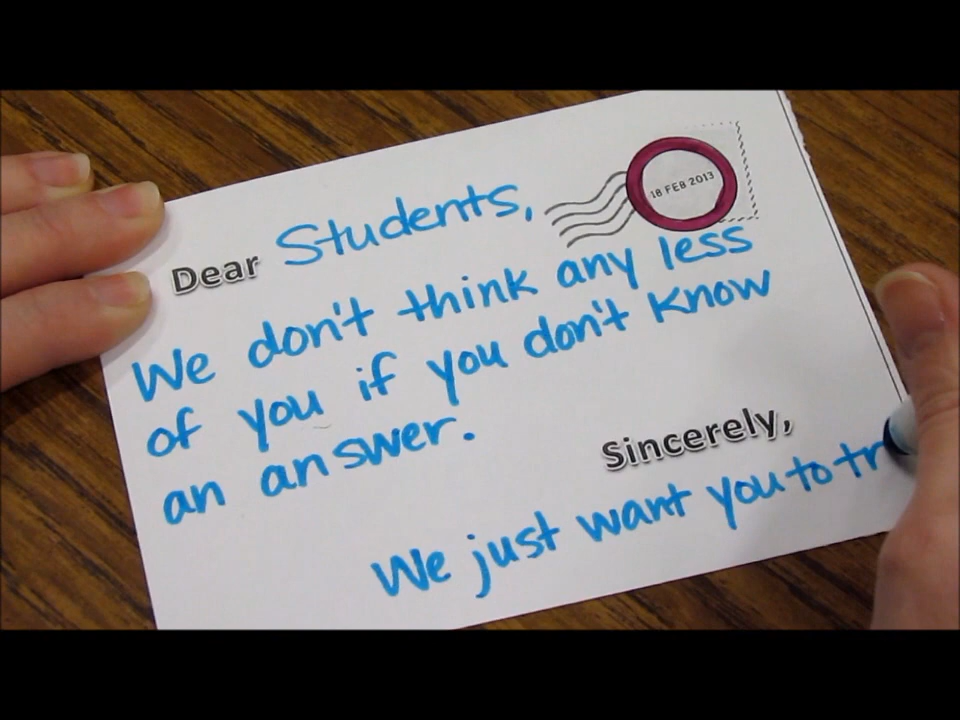 18 FEB 2013
Dear Students,
We don't think any less
of you if you don't know
an answer.
Sincerely,
We just want you to tr